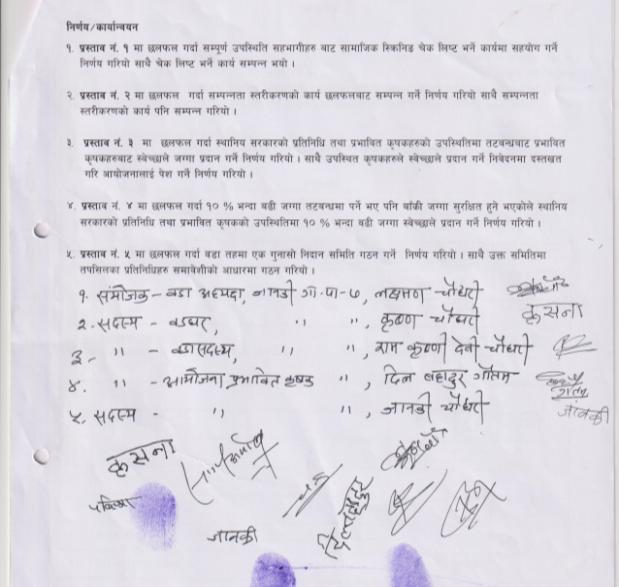 निर्णय/कार्यान्वयन
१. प्रस्ताव नं. १ मा छलफल गर्दा सम्पूर्ण उपस्थिति सहभागीहरु बाट सामाजिक स्किनिङ चेक लिष्ट भर्ने कार्यमा सहयोग गर्ने
निर्णय गरियो साथै चेक लिष्ट भर्ने कार्य सम्पन्न भयो ।
२. प्रस्ताव नं. २ मा छलफल गर्दा सम्पन्नता स्तरीकरणको कार्य छलफलबाट सम्पन्न गर्ने निर्णय गरियो साथै सम्पन्नता
स्तरीकरणको कार्य पनि सम्पन्न गरियो ।
३. प्रस्ताव नं. ३ मा छलफल गर्दा स्थानिय सरकारको प्रतिनिधि तथा प्रभावित कृषकहरुको उपस्थितिमा तटबन्धबाट प्रभावित
कृषकहरुबाट स्वेच्छाले जग्गा प्रदान गर्ने निर्णय गरियो । साथै उपस्थित कृषकहरुले स्वेच्छाले प्रदान गर्ने निवेदनमा दस्तखत
गरि आयोजनालाई पेश गर्ने निर्णय गरियो ।
४. प्रस्ताव नं. ४ मा छलफल गर्दा १० % भन्दा बढी जग्गा तटबन्धमा पर्ने भए पनि बाँकी जग्गा सुरक्षित हुने भएकोले स्थानिय
सरकारको प्रतिनिधि तथा प्रभावित कृषकको उपस्थितिमा १० % भन्दा बढी जग्गा स्वेच्छाले प्रदान गर्ने निर्णय गरियो ।
५. प्रस्ताव नं. ५ मा छलफल गर्दा वडा तहमा एक गुनासो निदान समिति गठन गर्ने निर्णय गरियो । साथै उक्त समितिमा
तपसिलका प्रतिनिधिहरु समावेशीको आधारमा गठन गरियो ।
१. संयोजक - वडा अध्यक्ष, जानकी गा.पा-७, लक्ष्मण चौधरी
२. सदस्य - बडघर, " ", कृष्ण चौधरी कुसना
३. " - वडा सदस्य, " ", राम कृष्णी देवी चौधरी
४. " - आयोजना प्रभावित कृषक ", दिल बहादुर गौतम
५. सदस्य - " ", जानकी चौधरी जानकी
कुसना
जानकी
दिलबहादुर